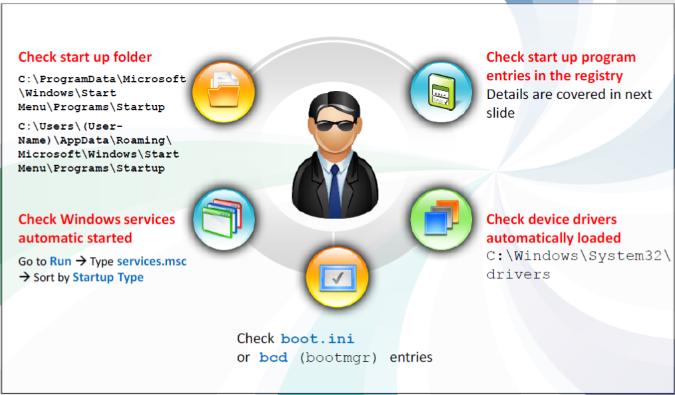 Check start up folder
C:\ProgramData\Microsoft
\Windows\Start
Menu\Programs\Startup
C:\Users\(User-
Name)\AppData\Roaming\
Microsoft\Windows\Start
Menu\Programs\Startup
Check start up program
entries in the registry
Details are covered in next
slide
Check Windows services
automatic started
Go to Run → Type services.msc
→ Sort by Startup Type
Check device drivers
automatically loaded
C:\Windows\System32\
drivers
Check boot.ini
or bcd (bootmgr) entries